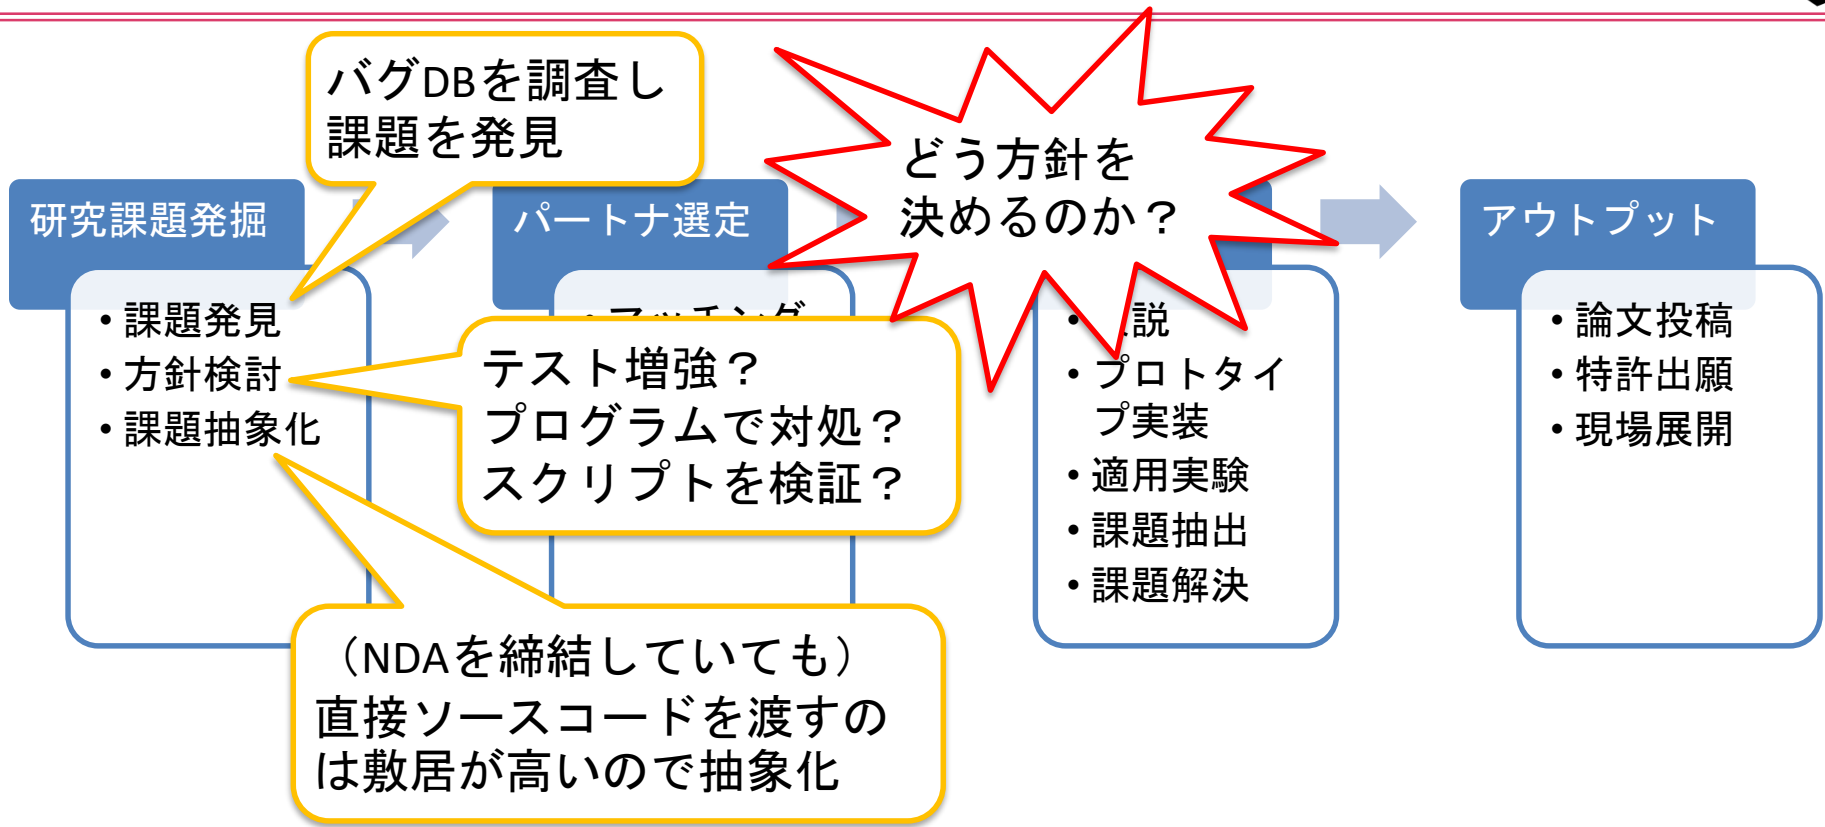 バグDBを調査し
課題を発見
どう方針を
決めるのか？
研究課題発掘
• 課題発見
• 方針検討
• 課題抽象化
パートナ選定
テスト増強？
プログラムで対処？
スクリプトを検証？
（NDAを締結していても）
直接ソースコードを渡すの
は敷居が高いので抽象化
• プロトタイ
プ実装
• 適用実験
• 課題抽出
• 課題解決
アウトプット
• 論文投稿
• 特許出願
• 現場展開